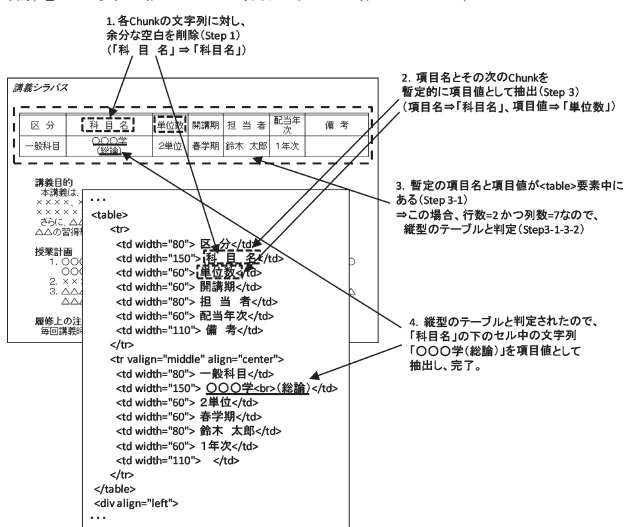 1. 各Chunkの文字列に対し、
余分な空白を削除(Step 1)
(「科 目 名」⇒「科目名」)
2. 項目名とその次のChunkを
暫定的に項目値として抽出(Step 3)
(項目名⇒「科目名」、項目値⇒「単位数」)
講義シラバス
区 分 科 目 名 単位数 開講期 担 当 者 配当年次 備 考
一般科目 〇〇〇学 2単位 春学期 鈴木 太郎 1年次
(総論)
3. 暫定の項目名と項目値が<table>要素中に
ある(Step 3-1)
⇒この場合、行数=2 かつ列数=7なので、
縦型のテーブルと判定(Step3-1-3-2)
講義目的
本講義は、
××××、×
×××××
さらに、△△
△△の習得
授業計画
1. 〇〇〇
〇〇〇
2. ×××
3. △△△
△△△
履修上の注
毎回講義時
...
<table>
<tr>
<td width="80"> 区 分</td>
<td width="150"> 科 目 名</td>
<td width="60"> 単位数</td>
<td width="60"> 開講期</td>
<td width="80"> 担 当 者</td>
<td width="60"> 配当年次</td>
<td width="110"> 備 考</td>
</tr>
<tr valign="middle" align="center">
<td width="80"> 一般科目</td>
<td width="150"> 〇〇〇学<br>(総論)</td>
<td width="60"> 2単位</td>
<td width="60"> 春学期</td>
<td width="80"> 鈴木 太郎</td>
<td width="60"> 1年次</td>
<td width="110"> </td>
</tr>
</table>
<div align="left">
...
4. 縦型のテーブルと判定されたので、
「科目名」の下のセル中の文字列
「〇〇〇学(総論)」を項目値として
抽出し、完了。